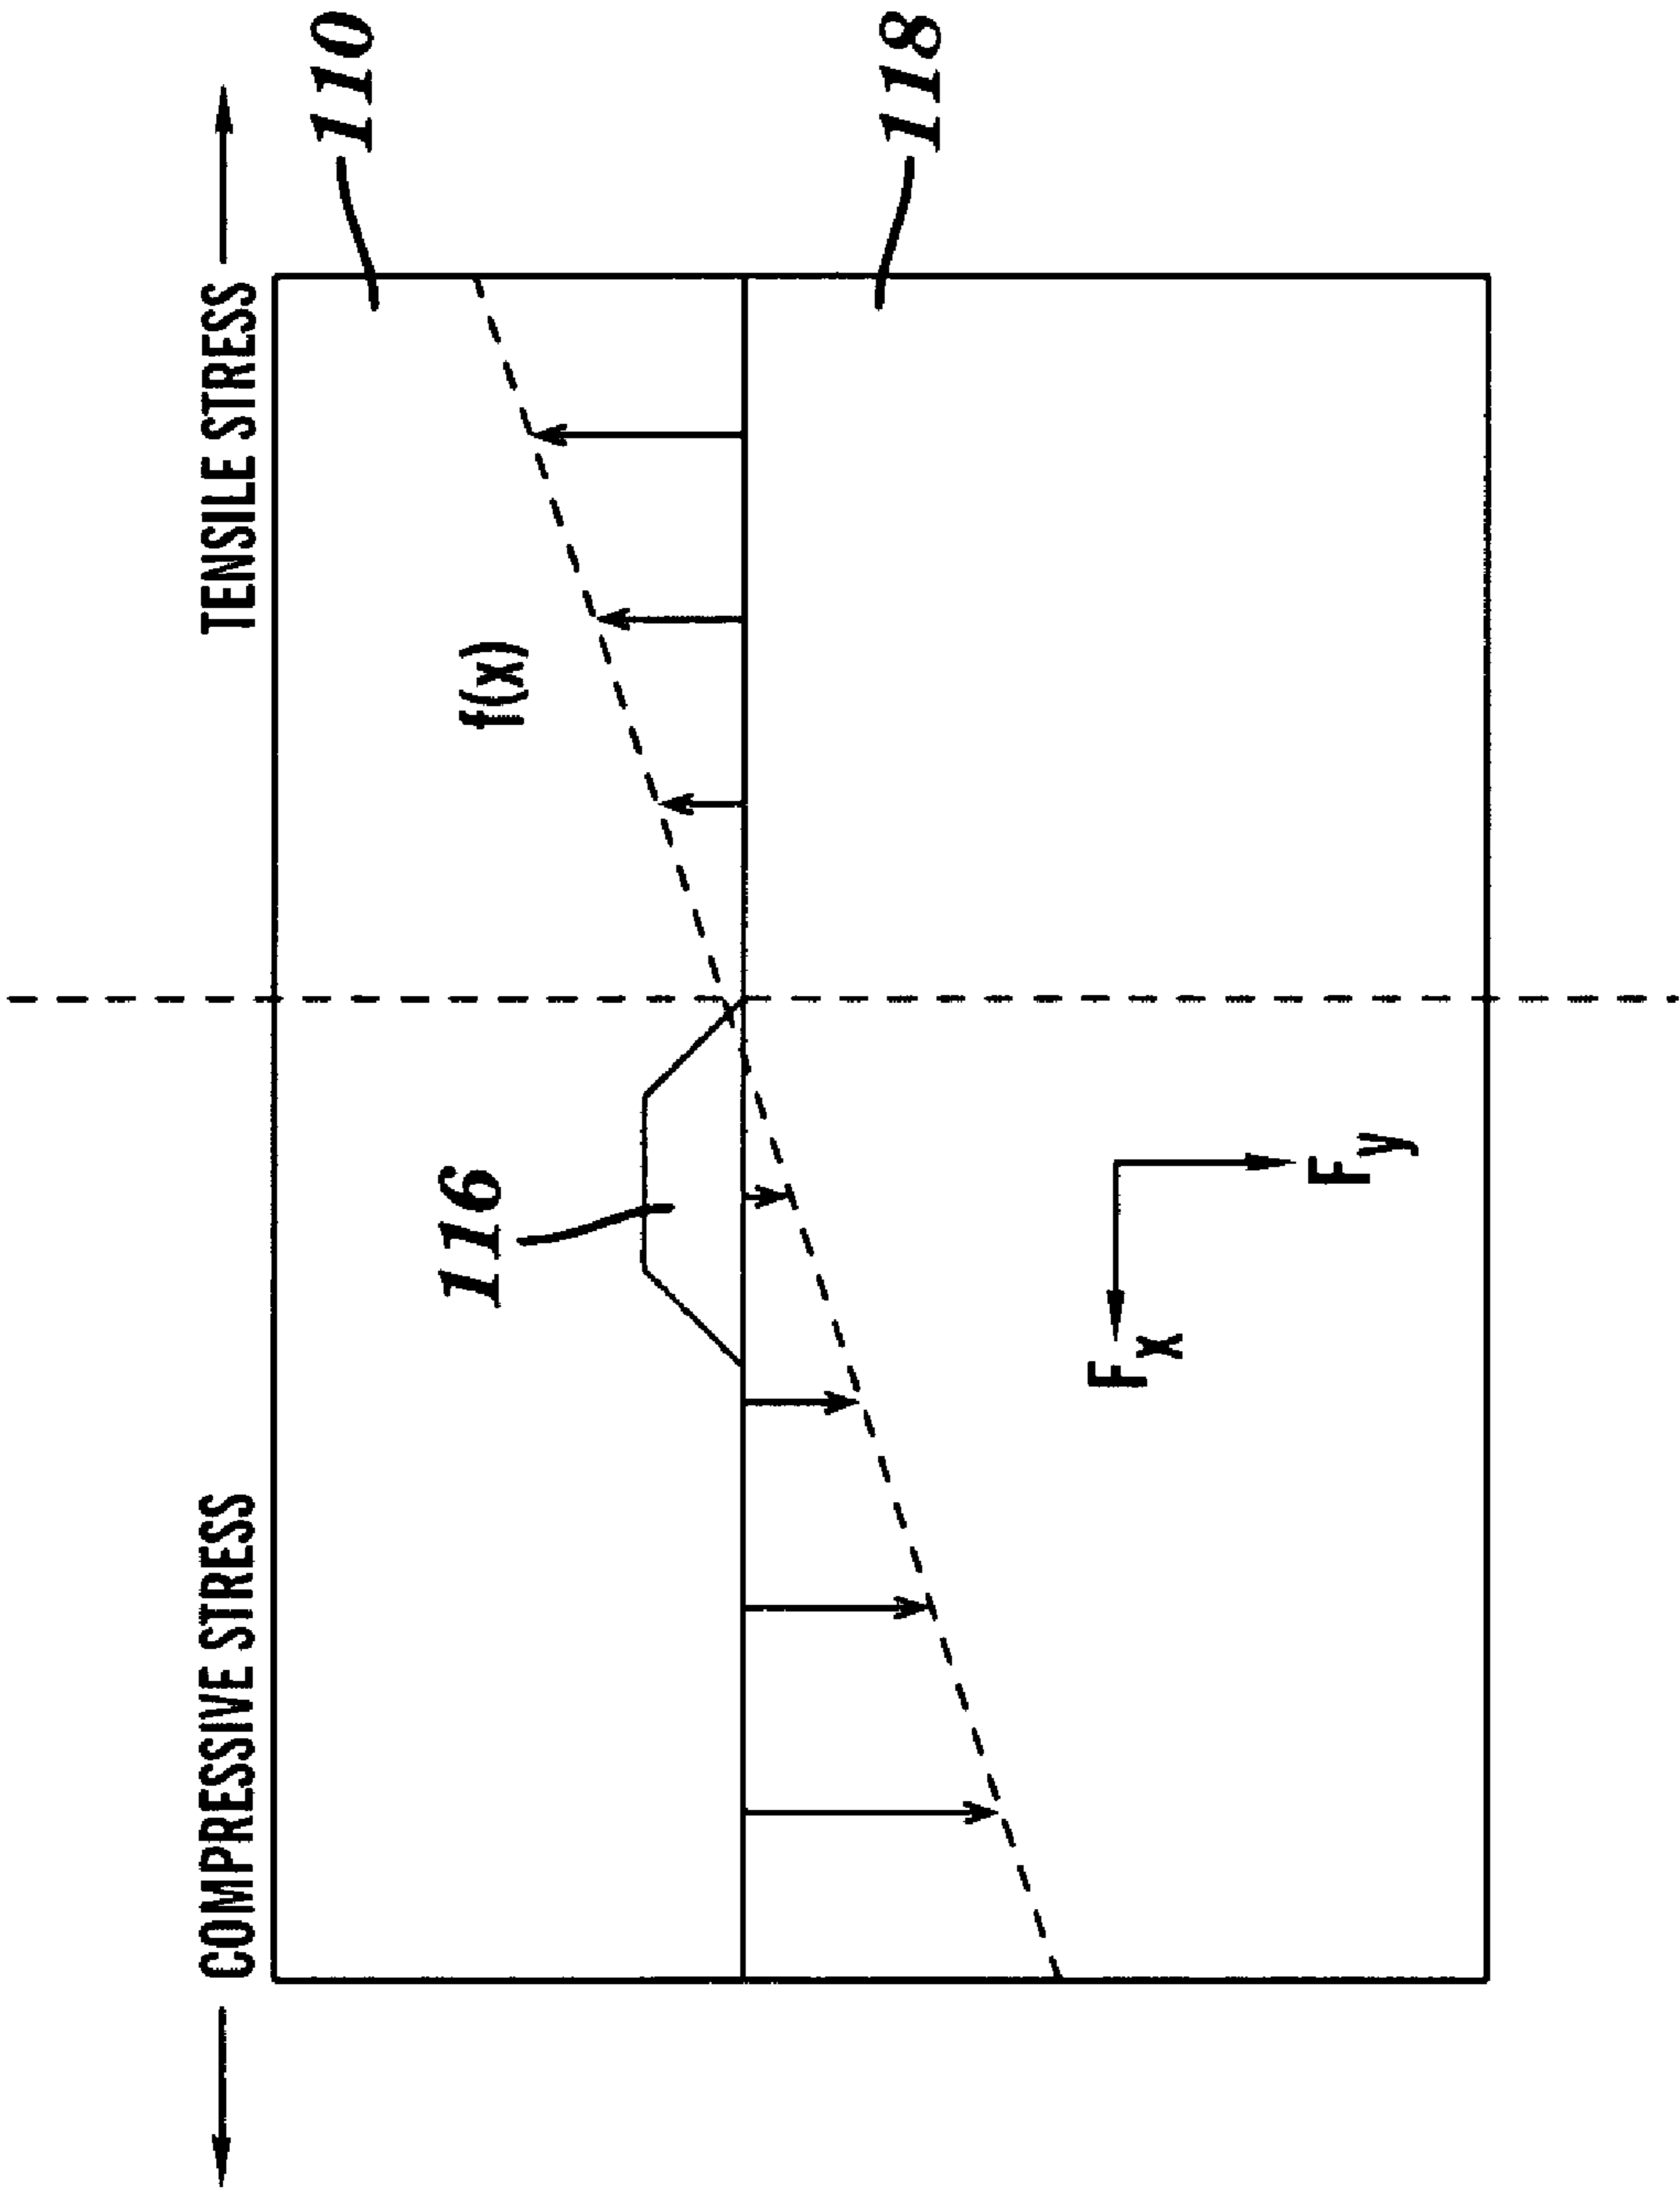 COMPRESSIVE STRESS
TENSILE STRESS
110
116
f(x)
118
F x
F y